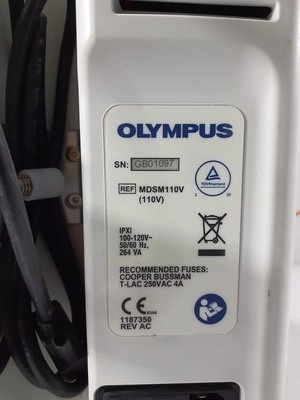 OLYMPUS
SN: GB01097
REF MDSM110V
(110V)
IPXI
100-120V~
50/60 Hz,
264 VA
RECOMMENDED FUSES:
COOPER BUSSMAN
T-LAC 250VAC 4A
CE
1187350
REV AC